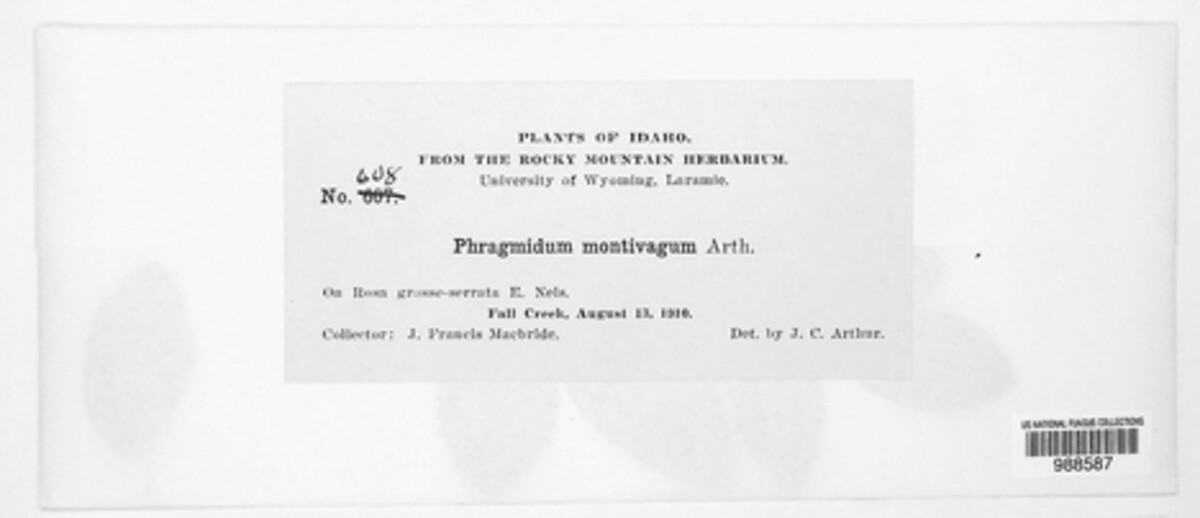 PLANTS OF IDAHO.
FROM THE ROCKY MOUNTAIN HERBARIUM.
University of Wyoming, Laramie.
608
No. 607.
Phragmidum montivagum Arth.
On Rosa grosse-serrata E. Nels.
Fall Creek, August 13, 1910.
Collector: J. Francis Macbride.
Det. by J. C. Arthur.
US NATIONAL FUNGUS COLLECTIONS
988587